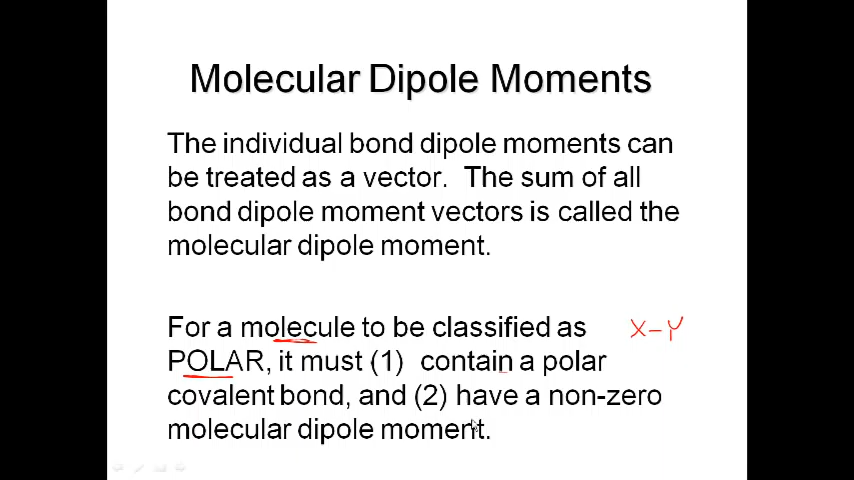 Molecular Dipole Moments
The individual bond dipole moments can
be treated as a vector. The sum of all
bond dipole moment vectors is called the
molecular dipole moment.
For a molecule to be classified as X-Y
POLAR, it must (1) contain a polar
covalent bond, and (2) have a non-zero
molecular dipole moment.